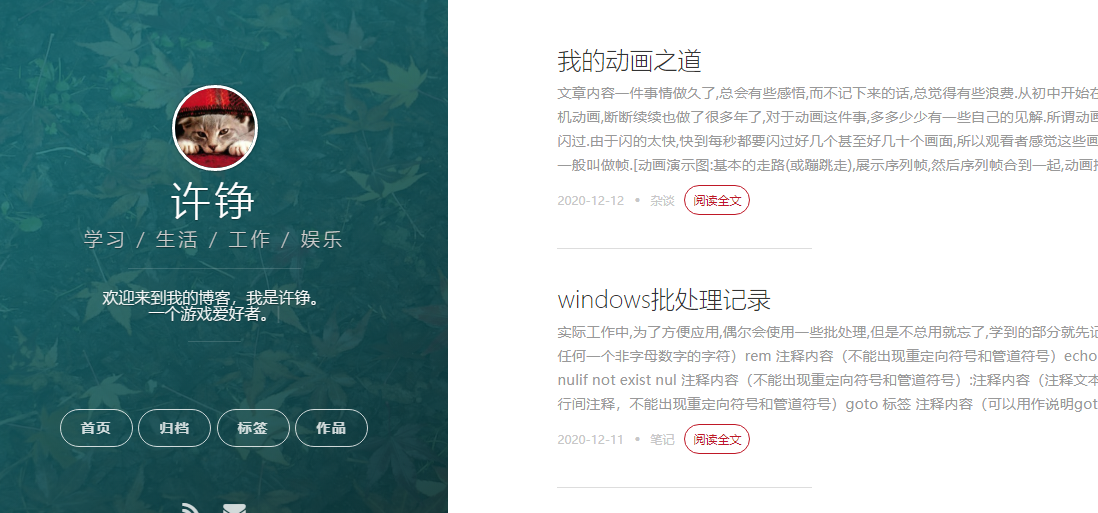 许铮
学习 / 生活 / 工作 / 娱乐
欢迎来到我的博客，我是许铮。
一个游戏爱好者。
首页 归档 标签 作品
我的动画之道
文章内容一件事情做久了,总会有些感悟,而不记下来的话,总觉得有些浪费.从初中开始在
机动画,断断续续也做了很多年了,对于动画这件事,多多少少有一些自己的见解.所谓动画
闪过.由于闪的太快,快到每秒都要闪过好几个甚至好几十个画面,所以观看者感觉这些画
一般叫做帧.[动画演示图:基本的走路(或蹦跳走),展示序列帧,然后序列帧合到一起,动画
2020-12-12 • 杂谈 阅读全文
windows批处理记录
实际工作中,为了方便应用,偶尔会使用一些批处理,但是不总用就忘了,学到的部分就先记
任何一个非字母数字的字符）rem 注释内容（不能出现重定向符号和管道符号）echo
nulif not exist nul 注释内容（不能出现重定向符号和管道符号）:注释内容（注释文本
行间注释，不能出现重定向符号和管道符号）goto 标签 注释内容（可以用作说明got
2020-12-11 • 笔记 阅读全文